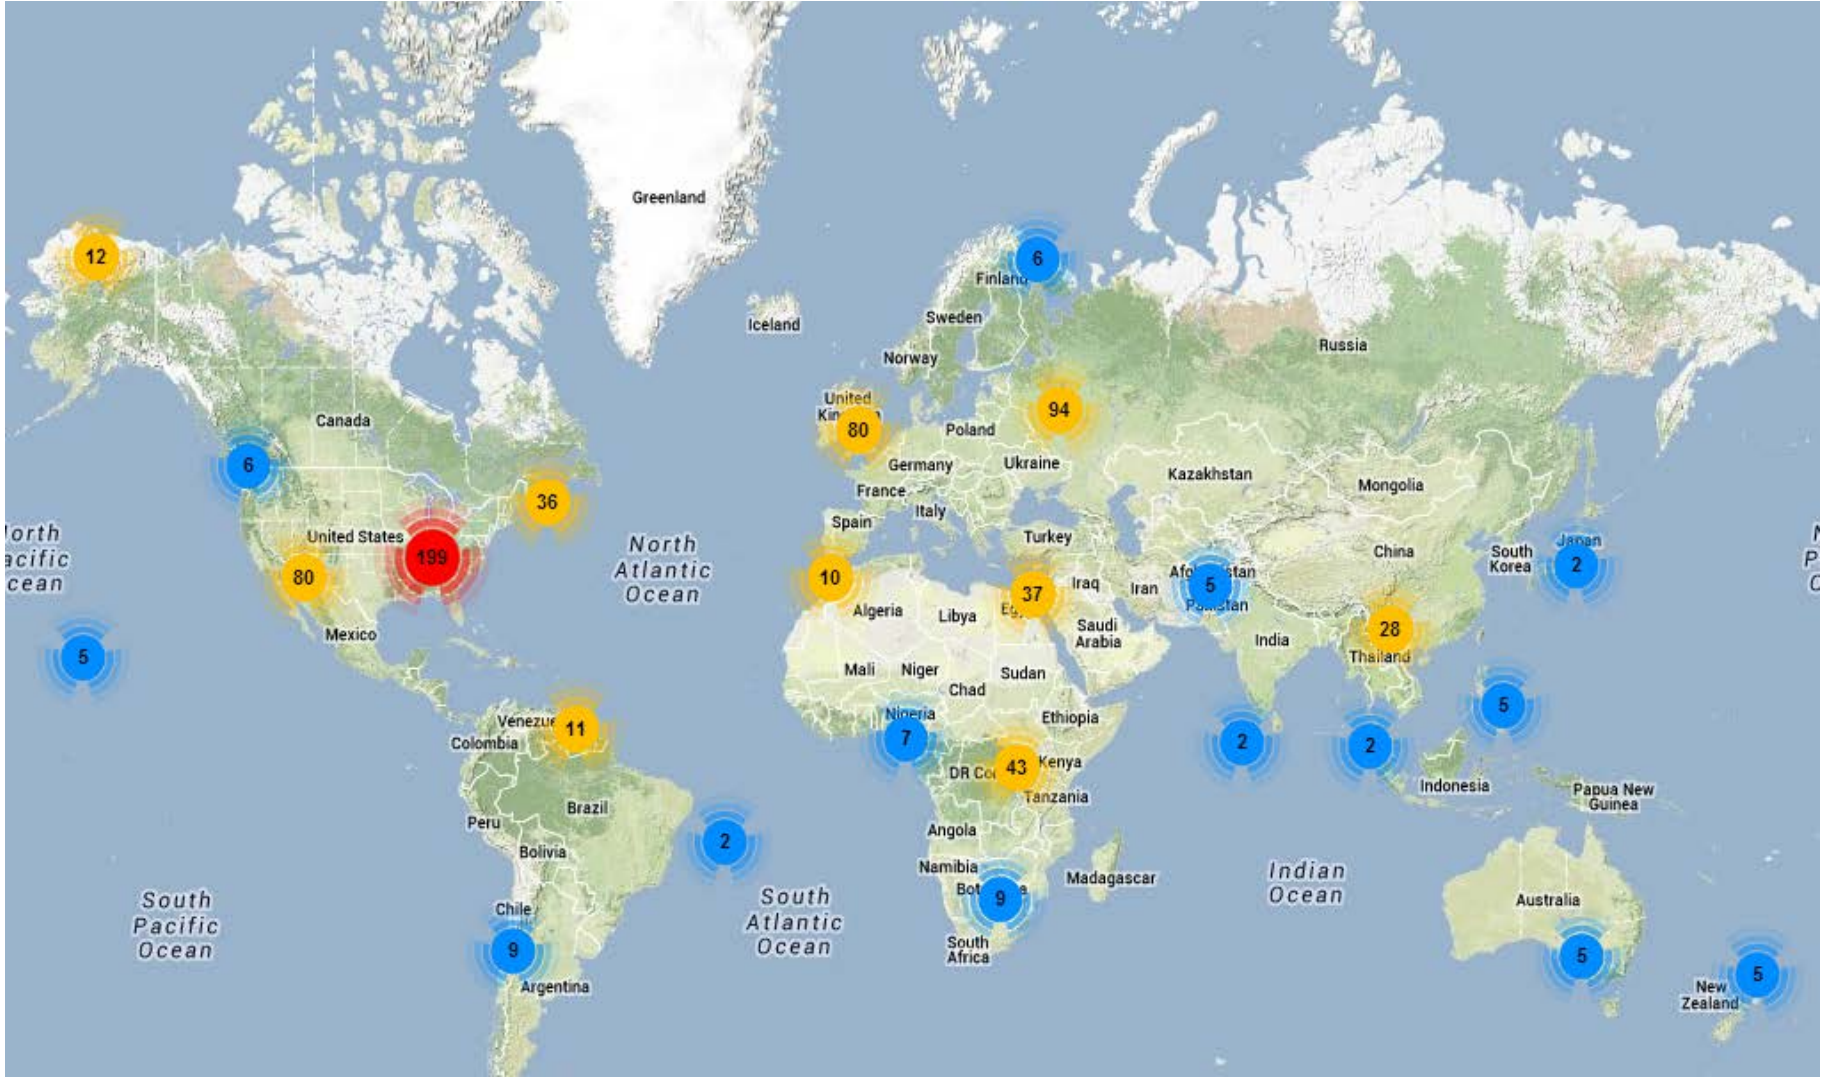 Greenland
12
6
Finland
Iceland
Sweden
Russia
Norway
United
80
94
Canada
Poland
6
Germany
Ukraine
Kazakhstan
Mongolia
36
France
Italy
Spain
United States
199
North
Atlantic
Ocean
Turkey
China
South
Korea
Japan
2
80
10
Algeria
Libya
37
Iraq
Iran
5
Mexico
Saudi
Arabia
India
28
Thailand
5
Mali
Niger
Chad
Sudan
5
11
Colombia
Nigeria
7
Ethiopia
2
2
43
Kenya
Tanzania
Indonesia
Papua New
Guinea
Brazil
Peru
2
Bolivia
Angola
Namibia
Madagascar
9
Indian
Ocean
Australia
South
Pacific
Ocean
Chile
9
Argentina
South
Atlantic
Ocean
South
Africa
5
5
New
Zealand